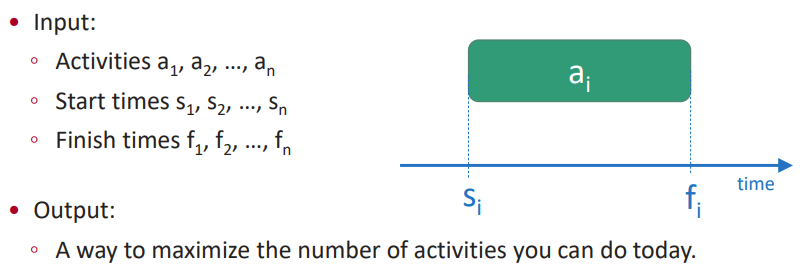 • Input:
◦ Activities a₁, a₂, …, aₙ
◦ Start times s₁, s₂, …, sₙ
◦ Finish times f₁, f₂, …, fₙ
aᵢ
time
sᵢ
fᵢ
• Output:
◦ A way to maximize the number of activities you can do today.